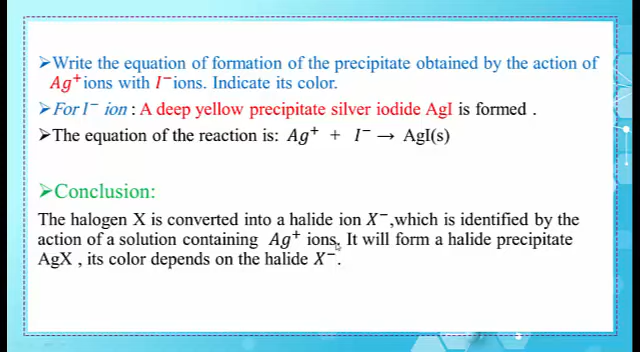 ➢Write the equation of formation of the precipitate obtained by the action of
Ag⁺ions with I⁻ions. Indicate its color.
➢For I⁻ ion : A deep yellow precipitate silver iodide AgI is formed .
➢The equation of the reaction is: Ag⁺ + I⁻ → AgI(s)
➢Conclusion:
The halogen X is converted into a halide ion X⁻,which is identified by the
action of a solution containing Ag⁺ ions. It will form a halide precipitate
AgX , its color depends on the halide X⁻.